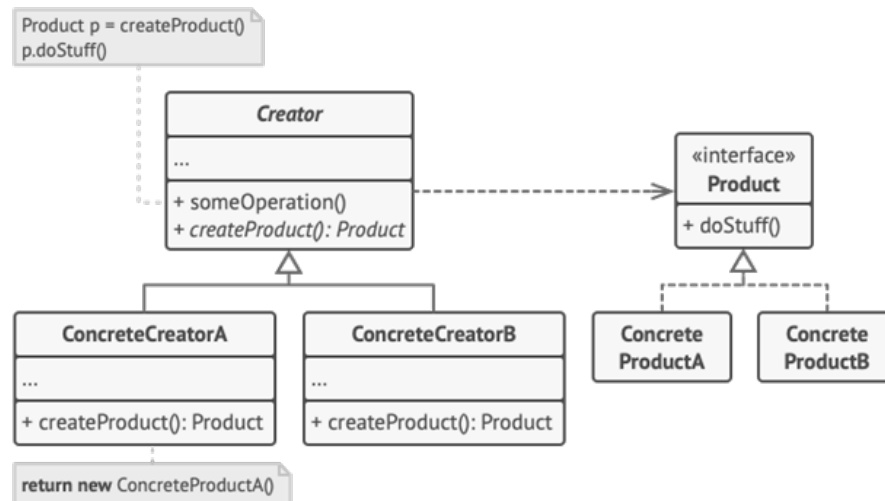 Product p = createProduct()
p.doStuff()
Creator
...
+ someOperation()
+ createProduct(): Product
«interface»
Product
+ doStuff()
ConcreteCreatorA
...
+ createProduct(): Product
ConcreteCreatorB
...
+ createProduct(): Product
Concrete
ProductA
Concrete
ProductB
return new ConcreteProductA()